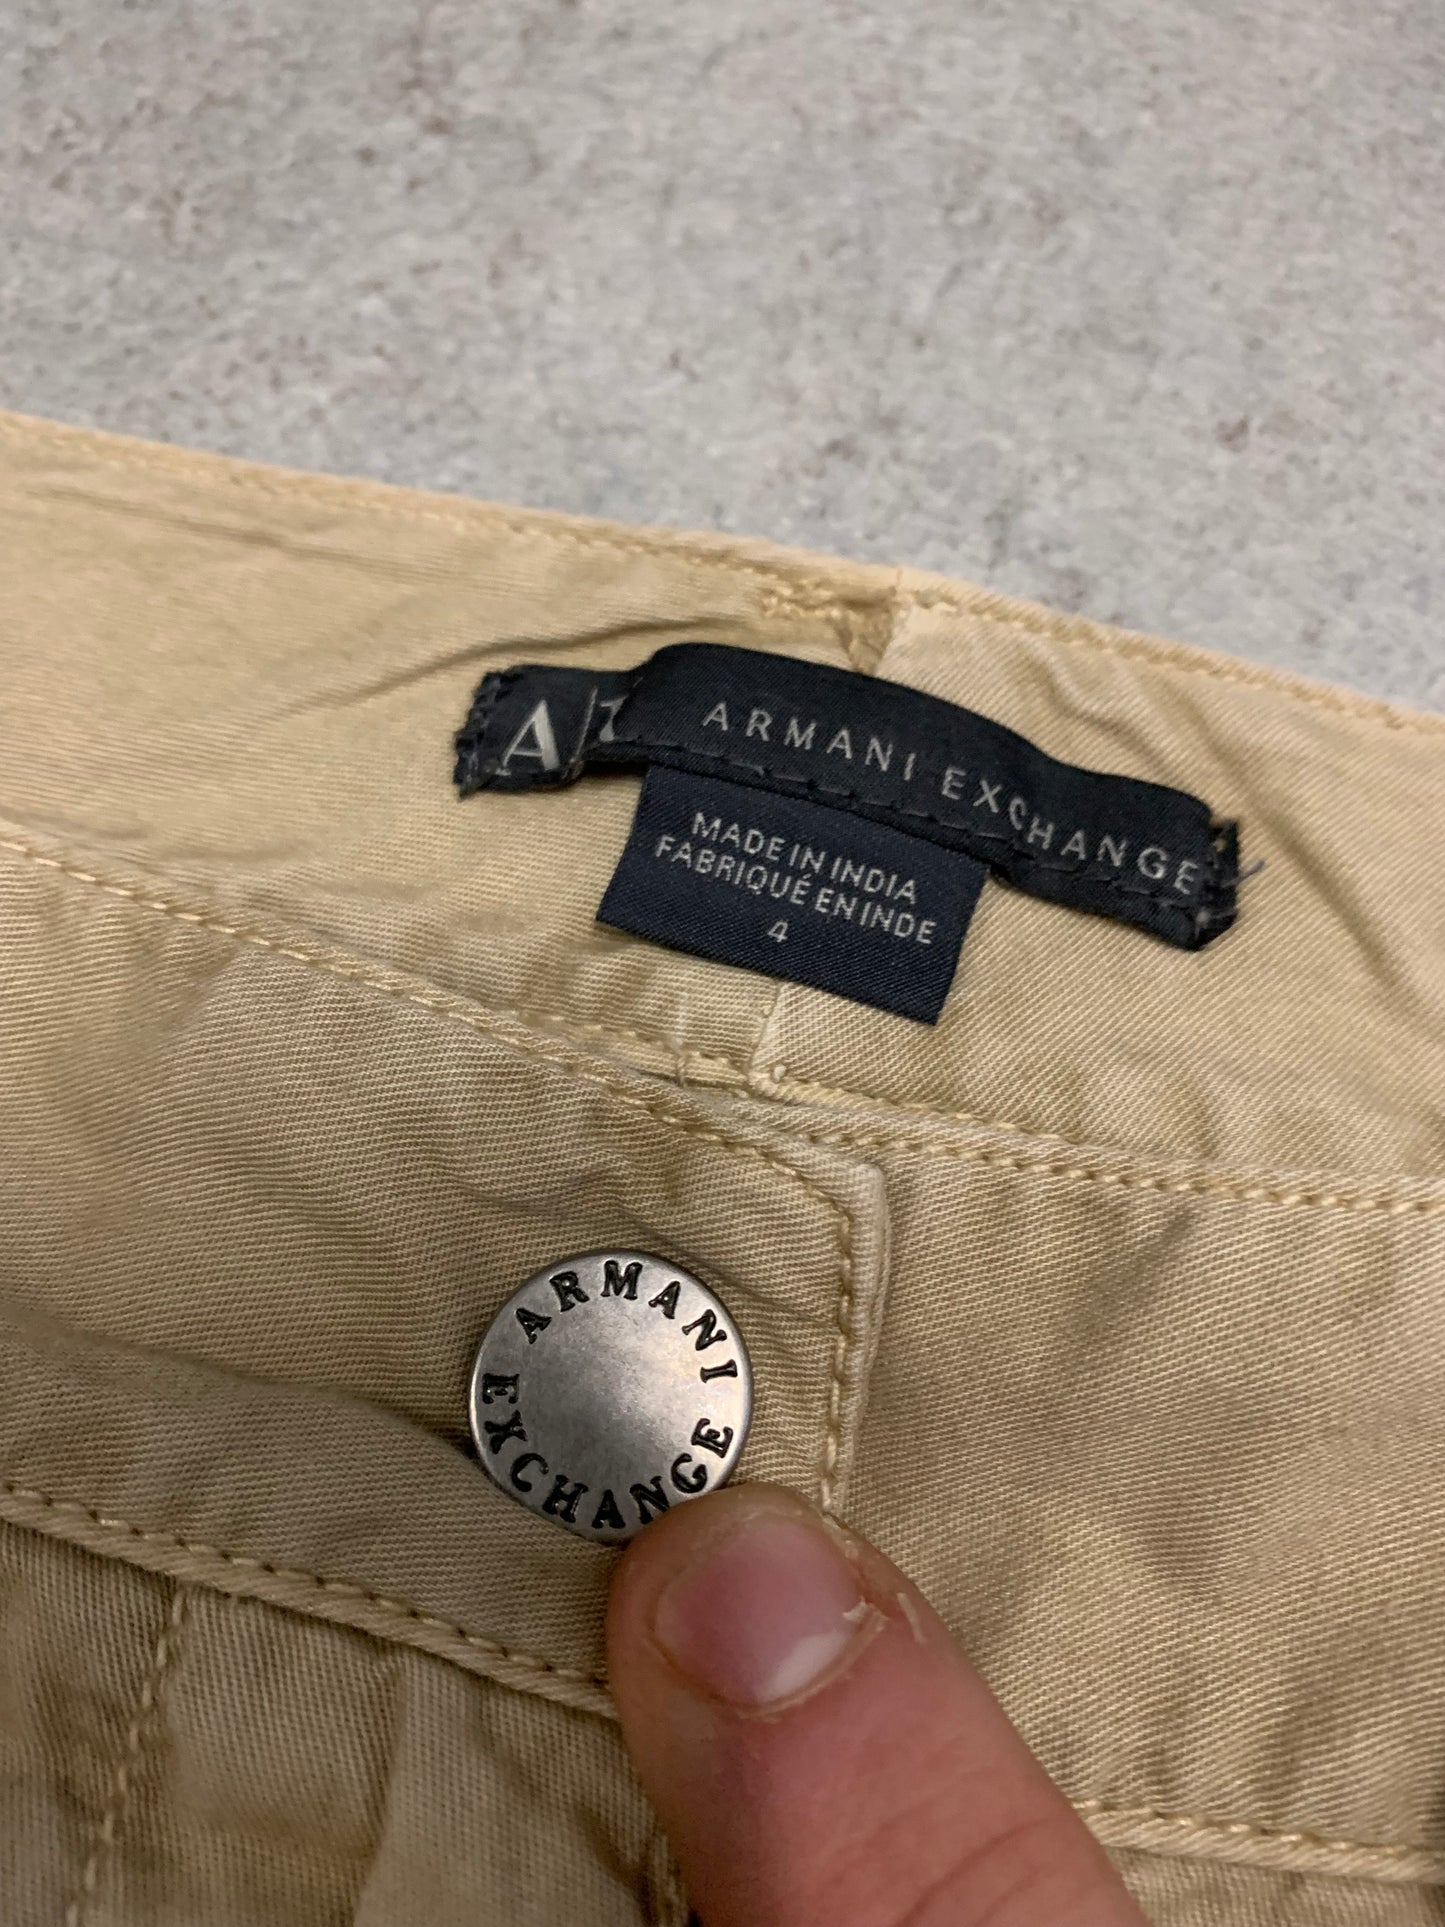 A
ARMANI EXCHANGE
MADE IN INDIA
FABRIQUÉ EN INDE
4
ARMANI
EXCHANGE